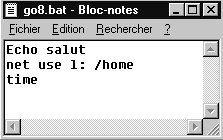 go8.bat - Bloc-notes
Fichier Edition Rechercher ?
Echo salut
net use l: /home
time